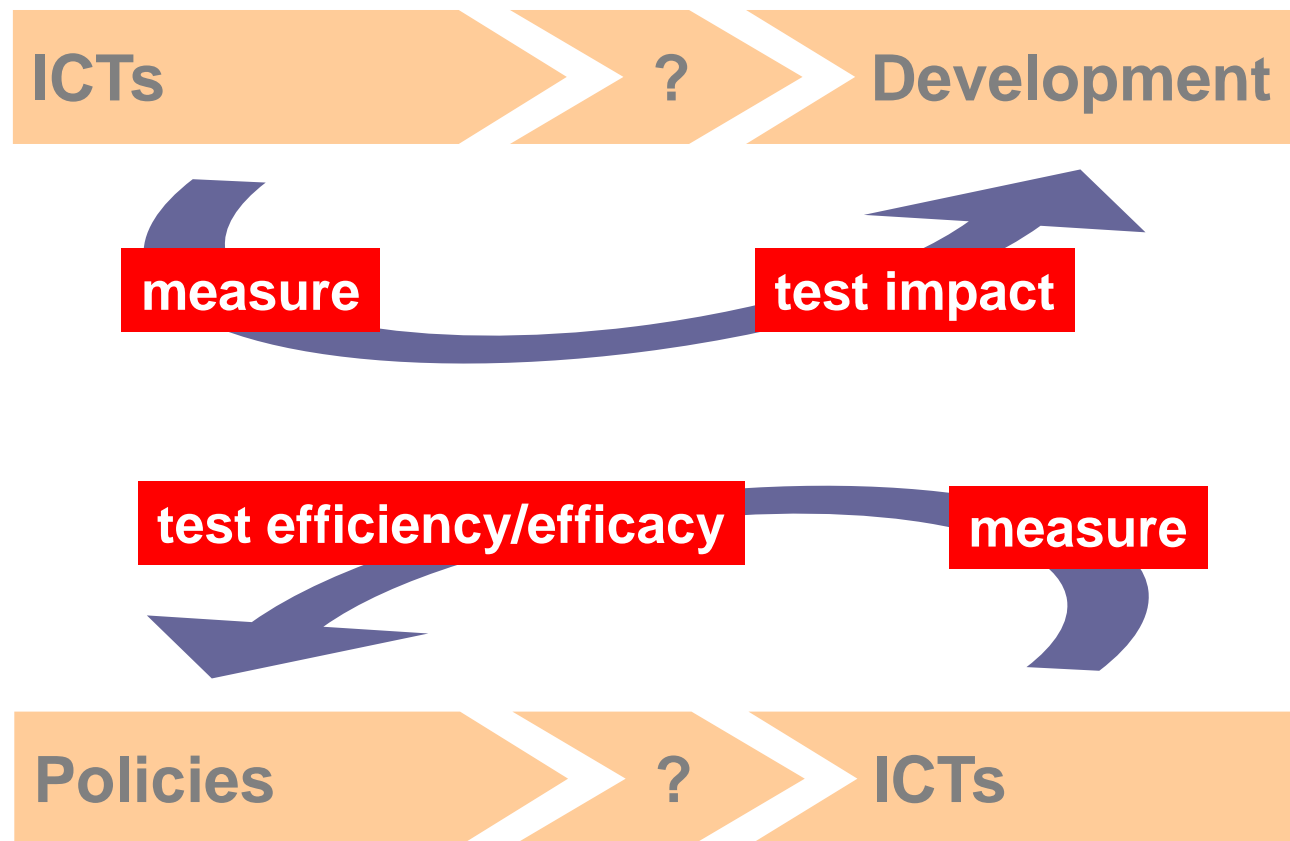 ICTs ? Development
measure
test impact
test efficiency/efficacy
measure
Policies ? ICTs